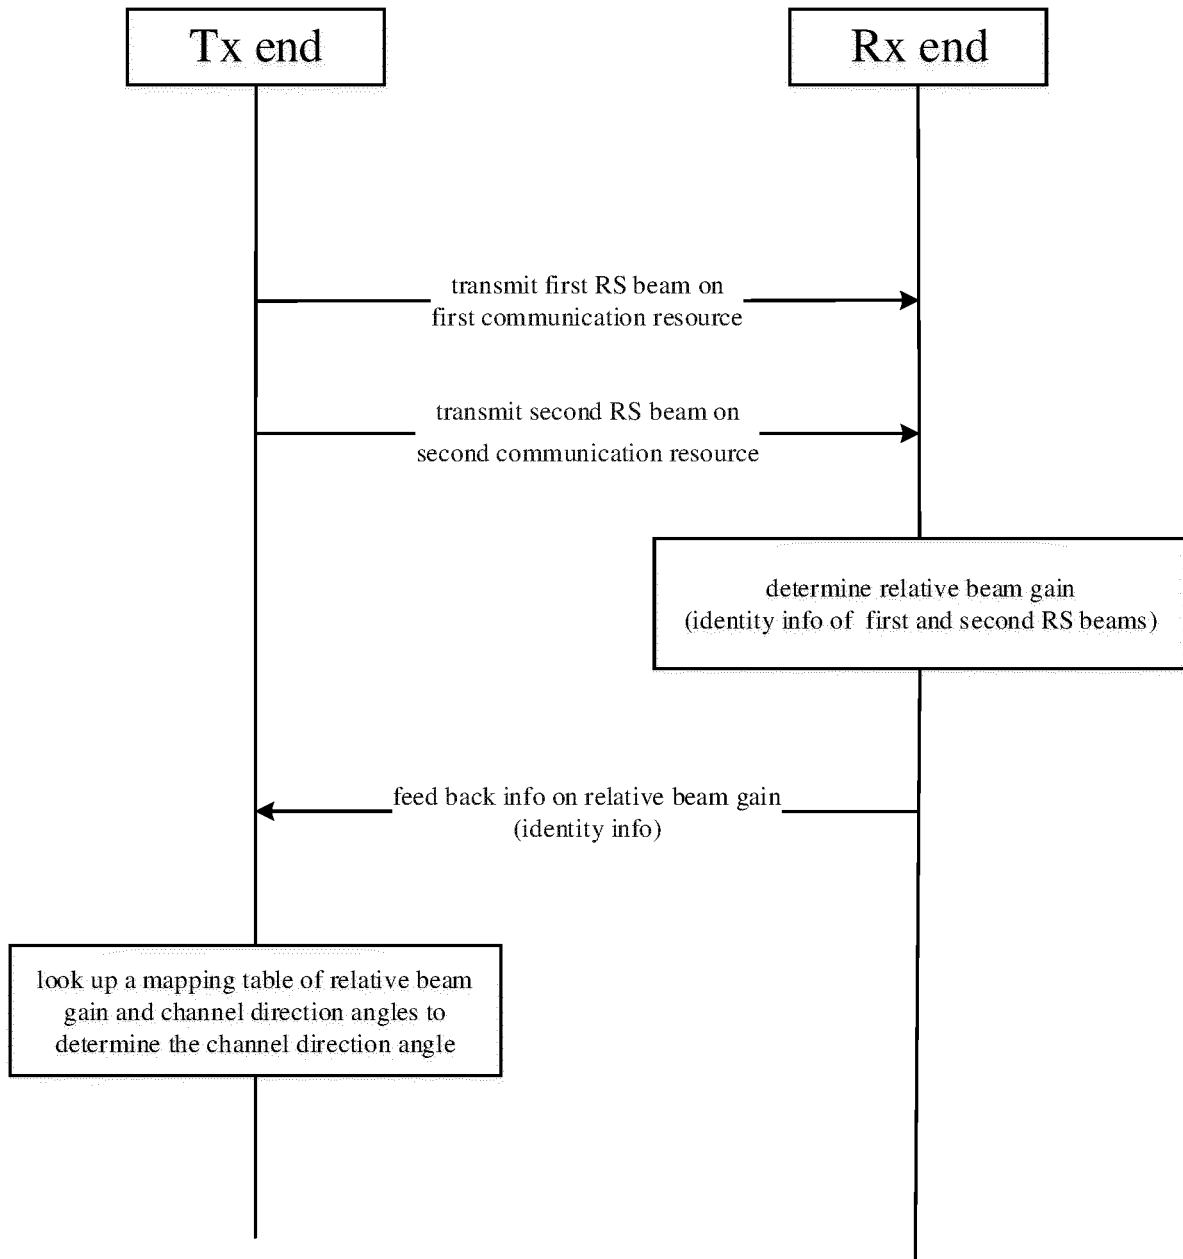 Tx end
Rx end
transmit first RS beam on
first communication resource
transmit second RS beam on
second communication resource
determine relative beam gain
(identity info of first and second RS beams)
feed back info on relative beam gain
(identity info)
look up a mapping table of relative beam
gain and channel direction angles to
determine the channel direction angle